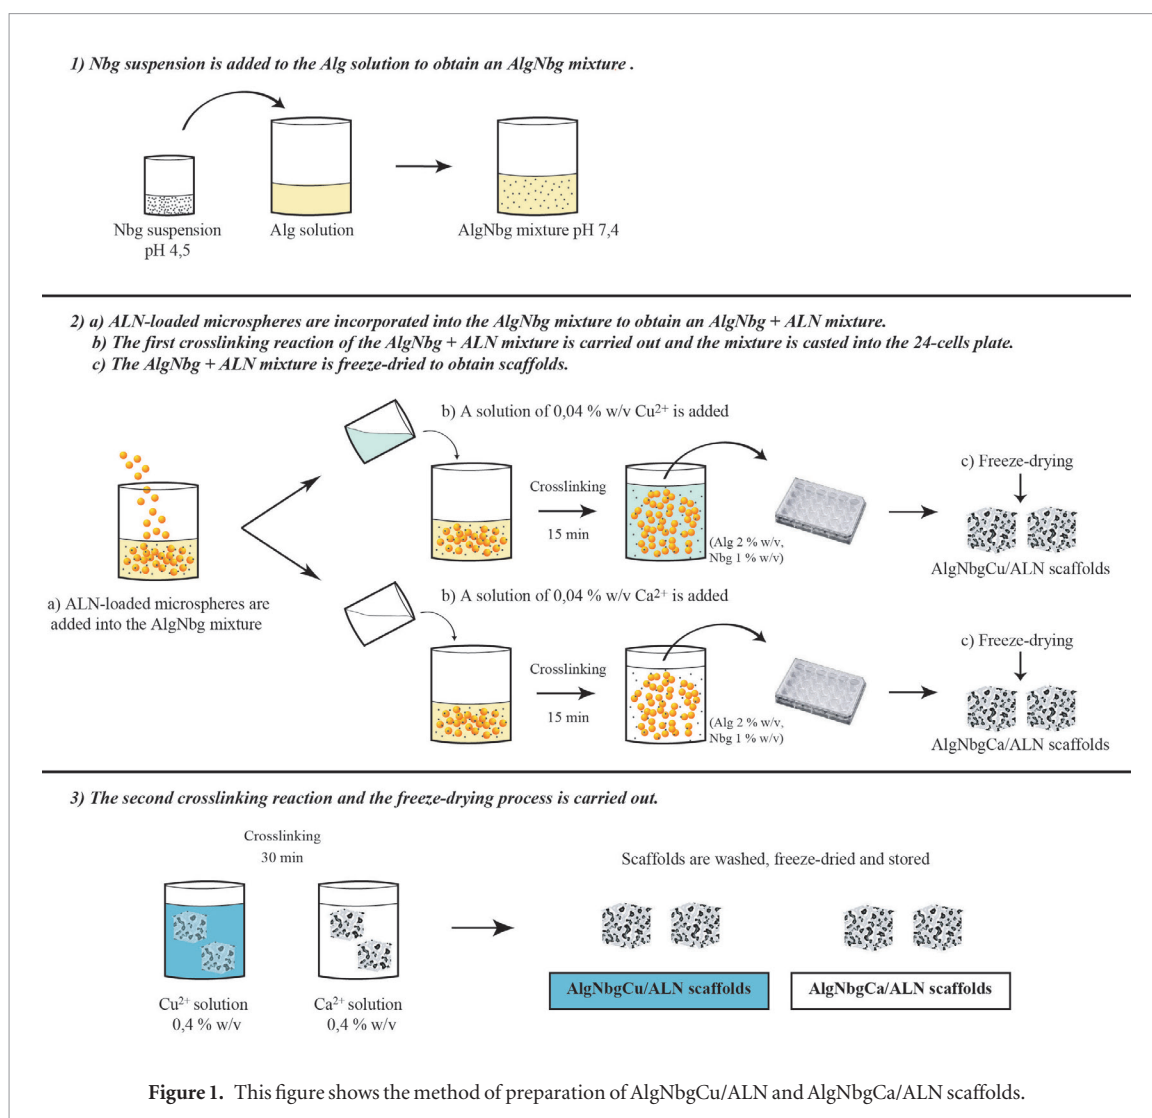 1) Nbg suspension is added to the Alg solution to obtain an AlgNbg mixture .
Nbg suspension
pH 4,5
Alg solution
AlgNbg mixture pH 7,4
2) a) ALN-loaded microspheres are incorporated into the AlgNbg mixture to obtain an AlgNbg + ALN mixture.
b) The first crosslinking reaction of the AlgNbg + ALN mixture is carried out and the mixture is casted into the 24-cells plate.
c) The AlgNbg + ALN mixture is freeze-dried to obtain scaffolds.
a) ALN-loaded microspheres are
added into the AlgNbg mixture
b) A solution of 0,04 % w/v Cu²⁺ is added
Crosslinking
15 min
(Alg 2 % w/v,
Nbg 1 % w/v)
c) Freeze-drying
AlgNbgCu/ALN scaffolds
b) A solution of 0,04 % w/v Ca²⁺ is added
Crosslinking
15 min
(Alg 2 % w/v,
Nbg 1 % w/v)
c) Freeze-drying
AlgNbgCa/ALN scaffolds
3) The second crosslinking reaction and the freeze-drying process is carried out.
Crosslinking
30 min
Cu²⁺ solution
0,4 % w/v
Ca²⁺ solution
0,4 % w/v
Scaffolds are washed, freeze-dried and stored
AlgNbgCu/ALN scaffolds
AlgNbgCa/ALN scaffolds
Figure 1. This figure shows the method of preparation of AlgNbgCu/ALN and AlgNbgCa/ALN scaffolds.